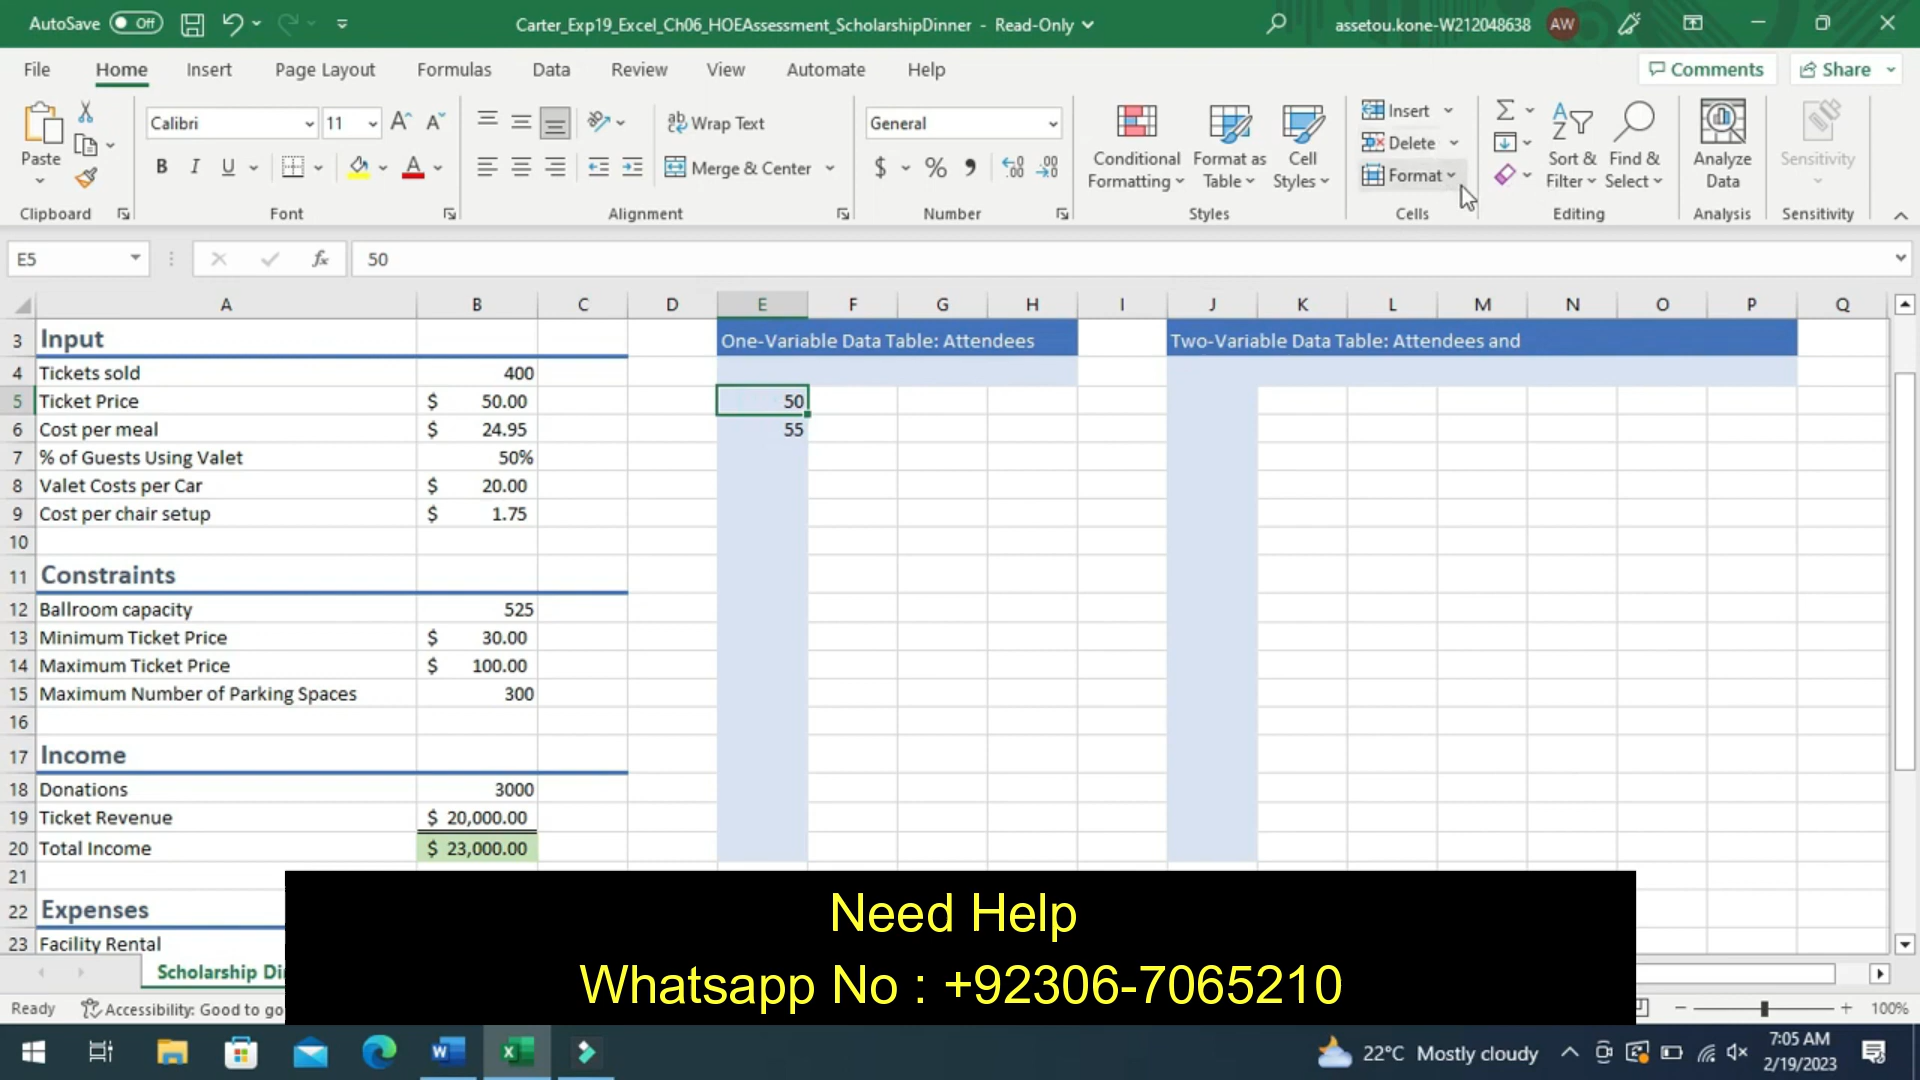 AutoSave Off Carter_Exp19_Excel_Ch06_HOEAssessment_ScholarshipDinner - Read-Only assetou.kone-W212048638 AW
File Home Insert Page Layout Formulas Data Review View Automate Help Comments Share
Paste
Clipboard
Calibri 11
B I U A
Font
Wrap Text
Merge & Center
Alignment
General
$ % 9
Number
Conditional Formatting
Format as Table
Cell Styles
Styles
Insert
Delete
Format
Cells
Sort & Filter
Find & Select
Editing
Analyze Data
Analysis
Sensitivity
Sensitivity
E5 fx 50
A B C D E F G H I J K L M N O P Q
3 Input One-Variable Data Table: Attendees Two-Variable Data Table: Attendees and
4 Tickets sold 400
5 Ticket Price $ 50.00 50
6 Cost per meal $ 24.95 55
7 % of Guests Using Valet 50%
8 Valet Costs per Car $ 20.00
9 Cost per chair setup $ 1.75
10
11 Constraints
12 Ballroom capacity 525
13 Minimum Ticket Price $ 30.00
14 Maximum Ticket Price $ 100.00
15 Maximum Number of Parking Spaces 300
16
17 Income
18 Donations 3000
19 Ticket Revenue $ 20,000.00
20 Total Income $ 23,000.00
21
22 Expenses
23 Facility Rental
Need Help
Whatsapp No : +92306-7065210
Scholarship Di
Ready Accessibility: Good to go 100%
22°C Mostly cloudy 7:05 AM
2/19/2023